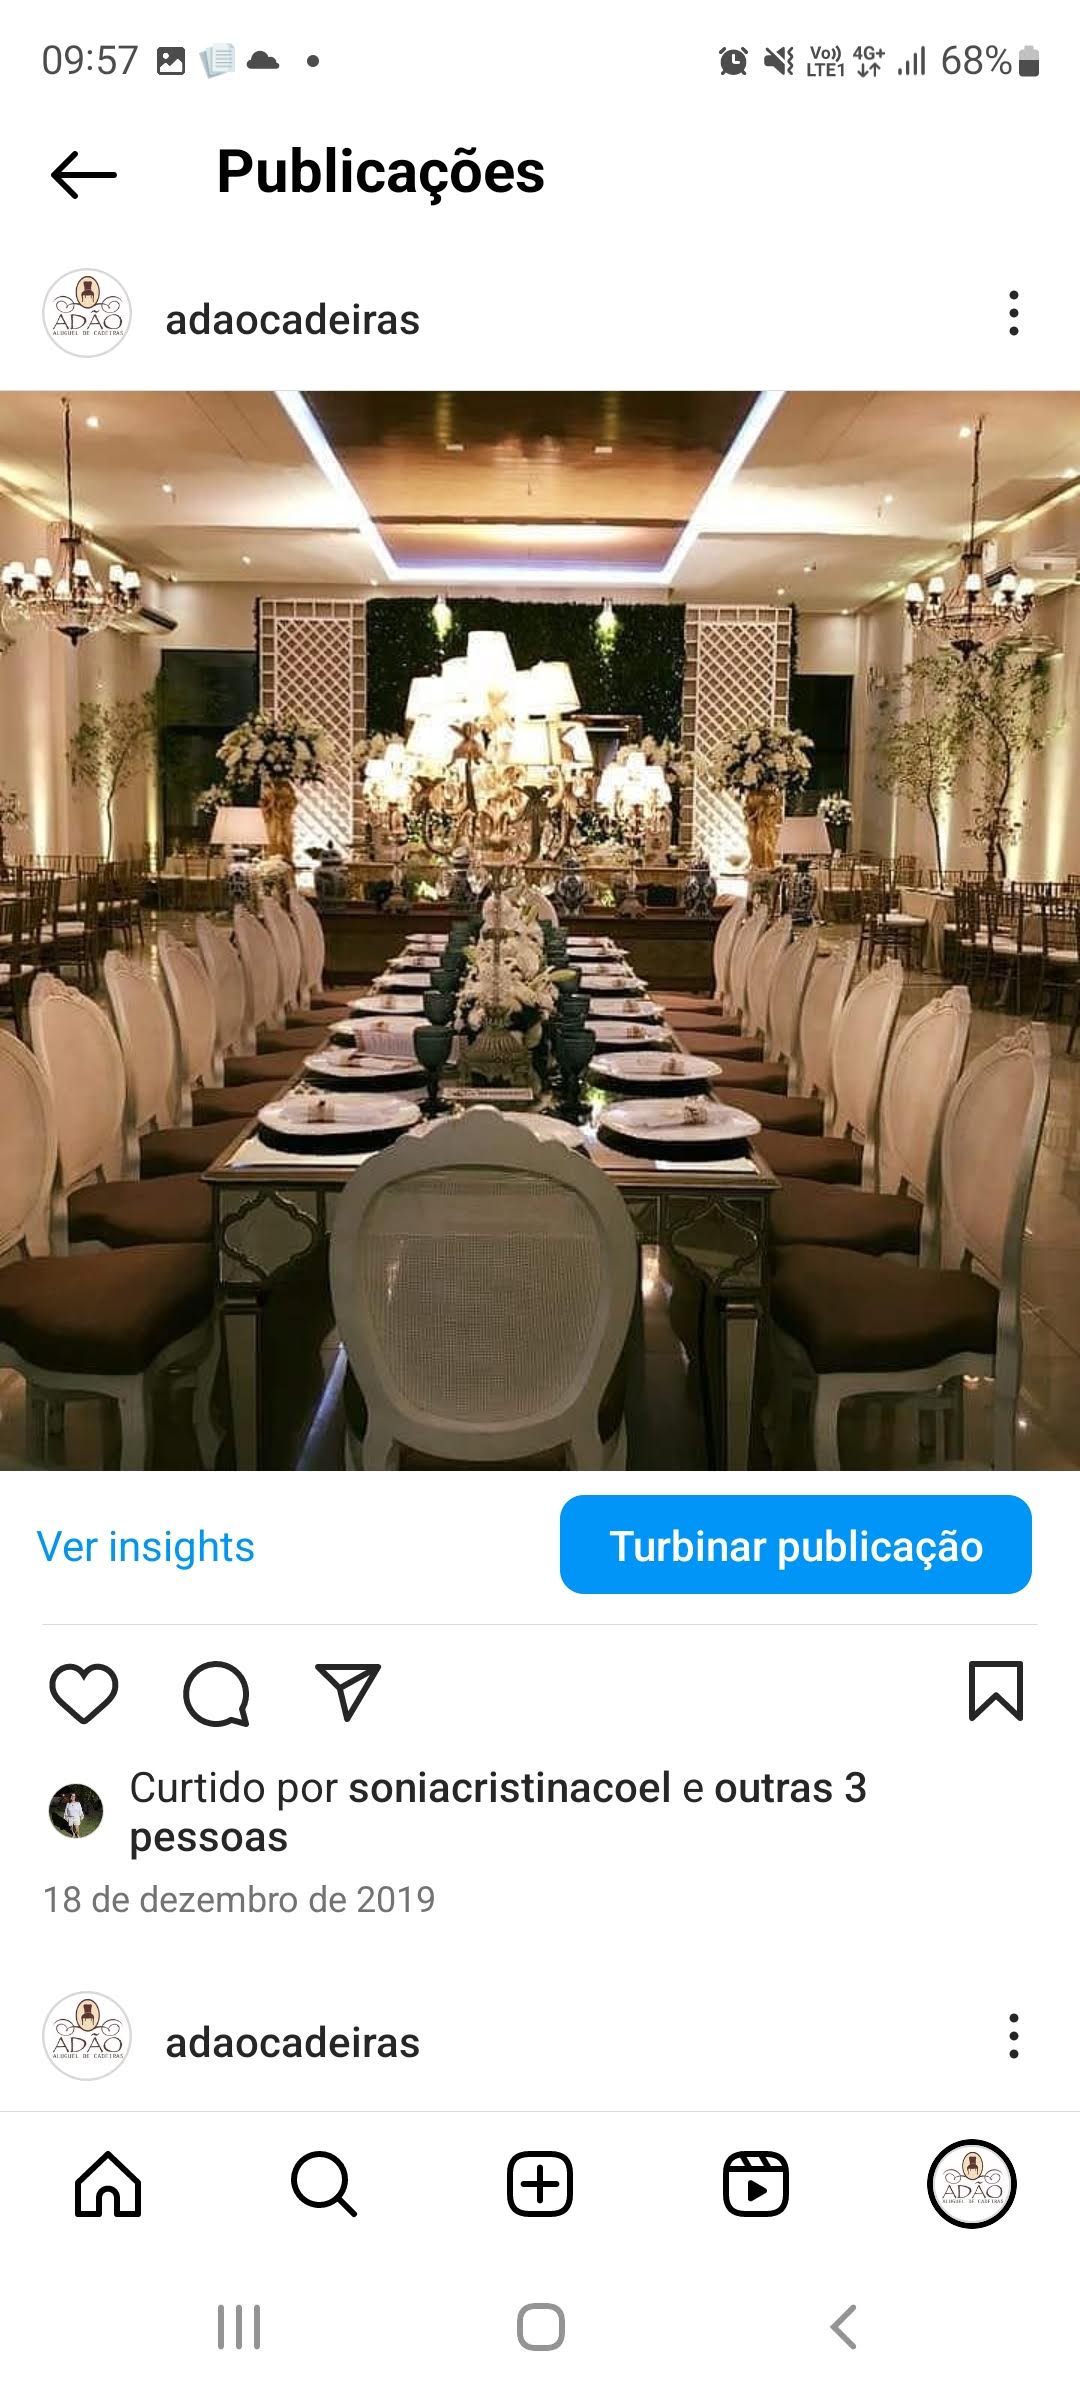 09:57
Vo)) 4G+
LTE1
68%
Publicações
ADÃO
ALUGUEL DE CADEIRAS
adaocadeiras
Ver insights
Turbinar publicação
Curtido por soniacristinacoel e outras 3
pessoas
18 de dezembro de 2019
ADÃO
ALUGUEL DE CADEIRAS
adaocadeiras
ADÃO
ALUGUEL DE CADEIRAS